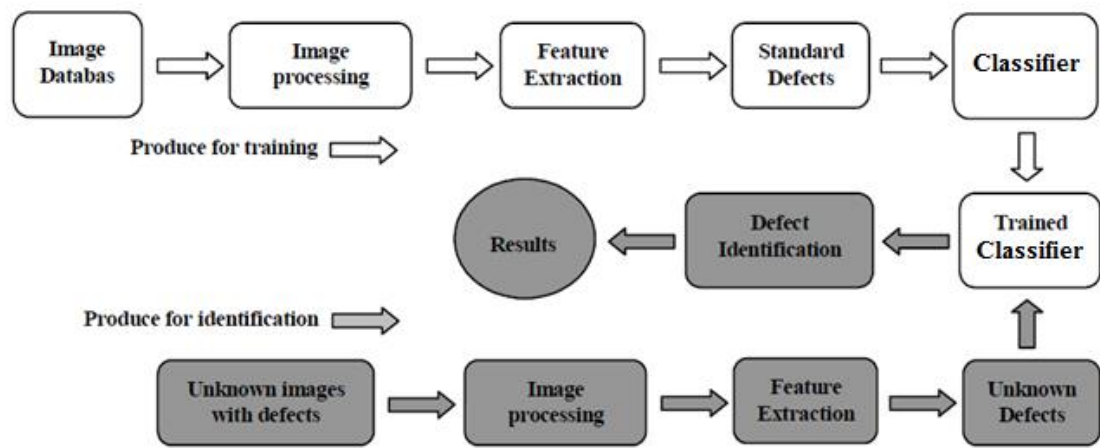 Image
Databas
Image
processing
Feature
Extraction
Standard
Defects
Classifier
Produce for training
Results
Defect
Identification
Trained
Classifier
Produce for identification
Unknown images
with defects
Image
processing
Feature
Extraction
Unknown
Defects